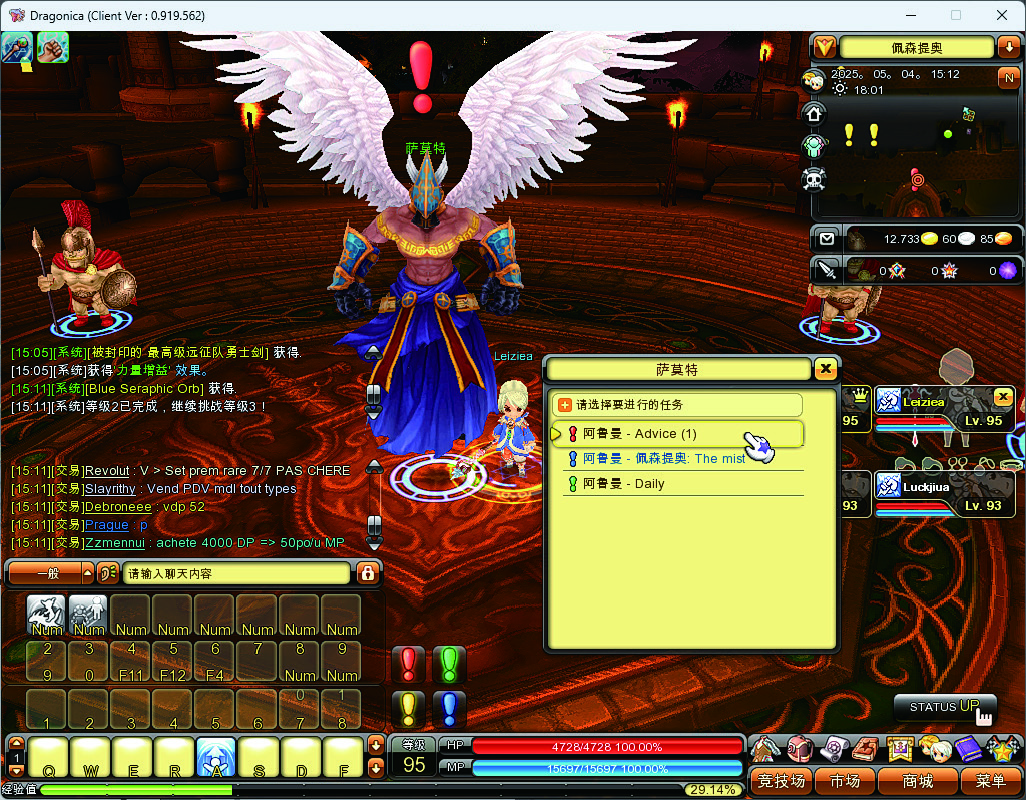 Dragonica (Client Ver : 0.919.562)
佩森提奥
2025。 05。 04。 15:12
18:01
N
萨莫特
12.733 60 85
0 0 0
Leiziea
[15:05][系统][被封印的 最高级远征队勇士剑] 获得.
[15:05][系统]获得'力量增益' 效果。
[15:11][系统][Blue Seraphic Orb] 获得.
[15:11][系统]等级2已完成，继续挑战等级3！
萨莫特
请选择要进行的任务
阿鲁曼 - Advice (1)
阿鲁曼 - 佩森提奥: The mist
阿鲁曼 - Daily
95
Leiziea
Lv. 95
93
Luckjiua
Lv. 93
[15:11][交易]Revolut : V > Set prem rare 7/7 PAS CHERE
[15:11][交易]Slayrithy : Vend PDV mdl tout types
[15:11][交易]Debroneee : vdp 52
[15:11][交易]Prague : p
[15:11][交易]Zzmennui : achete 4000 DP => 50po/u MP
一般
请输入聊天内容
Num Num Num Num Num Num Num Num
2 3 4 5 6 7 8 9
9 0 F11 F12 F4 Num Num
0 1
1 2 3 4 5 6 7 8
STATUS UP
1
Q W E R A S D F
等级
95
HP
4728/4728 100.00%
MP
15697/15697 100.00%
竞技场 市场 商城 菜单
经验值
29.14%